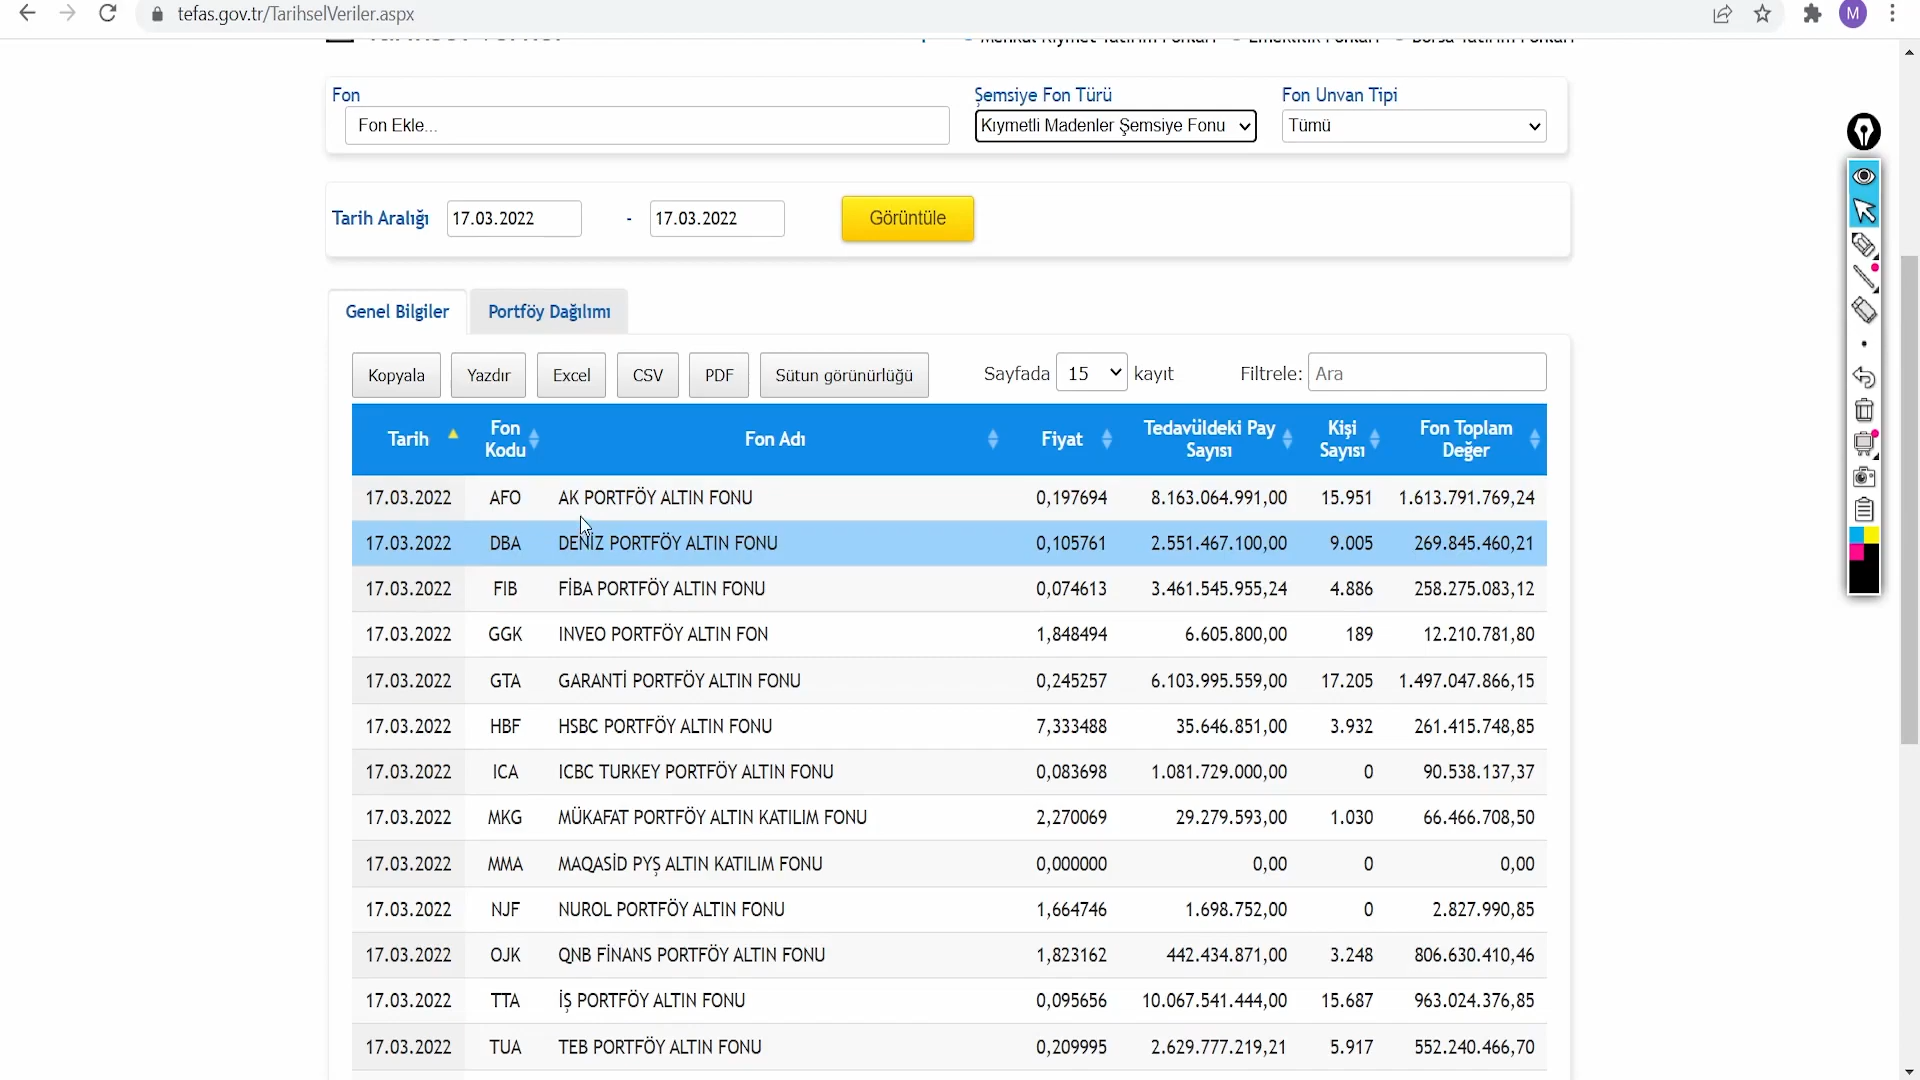 tefas.gov.tr/TarihselVeriler.aspx
M
Fon
Şemsiye Fon Türü
Fon Unvan Tipi
Fon Ekle...
Kıymetli Madenler Şemsiye Fonu
Tümü
Tarih Aralığı 17.03.2022 - 17.03.2022 Görüntüle
Genel Bilgiler Portföy Dağılımı
Kopyala Yazdır Excel CSV PDF Sütun görünürlüğü Sayfada 15 kayıt Filtrele: Ara
Tarih Fon Kodu Fon Adı Fiyat Tedavüldeki Pay Sayısı Kişi Sayısı Fon Toplam Değer
17.03.2022 AFO AK PORTFÖY ALTIN FONU 0,197694 8.163.064.991,00 15.951 1.613.791.769,24
17.03.2022 DBA DENİZ PORTFÖY ALTIN FONU 0,105761 2.551.467.100,00 9.005 269.845.460,21
17.03.2022 FIB FİBA PORTFÖY ALTIN FONU 0,074613 3.461.545.955,24 4.886 258.275.083,12
17.03.2022 GGK INVEO PORTFÖY ALTIN FON 1,848494 6.605.800,00 189 12.210.781,80
17.03.2022 GTA GARANTİ PORTFÖY ALTIN FONU 0,245257 6.103.995.559,00 17.205 1.497.047.866,15
17.03.2022 HBF HSBC PORTFÖY ALTIN FONU 7,333488 35.646.851,00 3.932 261.415.748,85
17.03.2022 ICA ICBC TURKEY PORTFÖY ALTIN FONU 0,083698 1.081.729.000,00 0 90.538.137,37
17.03.2022 MKG MÜKAFAT PORTFÖY ALTIN KATILIM FONU 2,270069 29.279.593,00 1.030 66.466.708,50
17.03.2022 MMA MAQASİD PYŞ ALTIN KATILIM FONU 0,000000 0,00 0 0,00
17.03.2022 NJF NUROL PORTFÖY ALTIN FONU 1,664746 1.698.752,00 0 2.827.990,85
17.03.2022 OJK QNB FİNANS PORTFÖY ALTIN FONU 1,823162 442.434.871,00 3.248 806.630.410,46
17.03.2022 TTA İŞ PORTFÖY ALTIN FONU 0,095656 10.067.541.444,00 15.687 963.024.376,85
17.03.2022 TUA TEB PORTFÖY ALTIN FONU 0,209995 2.629.777.219,21 5.917 552.240.466,70